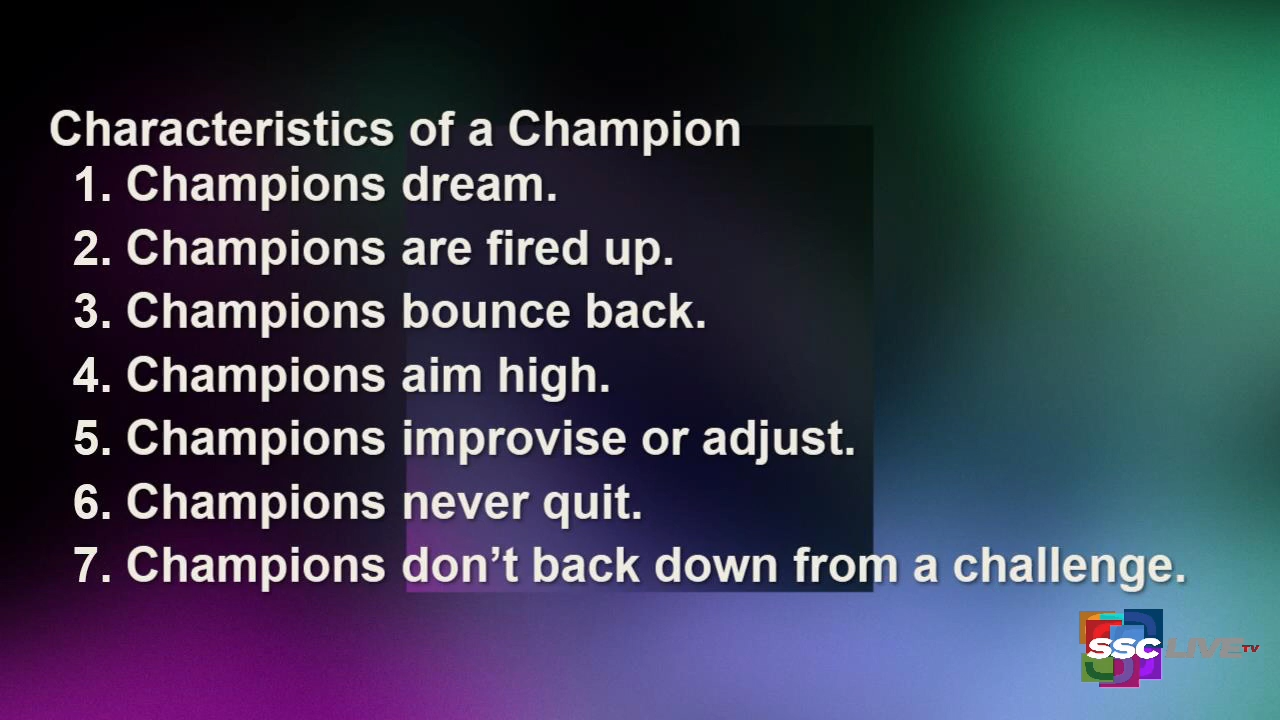 Characteristics of a Champion
1. Champions dream.
2. Champions are fired up.
3. Champions bounce back.
4. Champions aim high.
5. Champions improvise or adjust.
6. Champions never quit.
7. Champions don’t back down from a challenge.
SSC LIVE TV